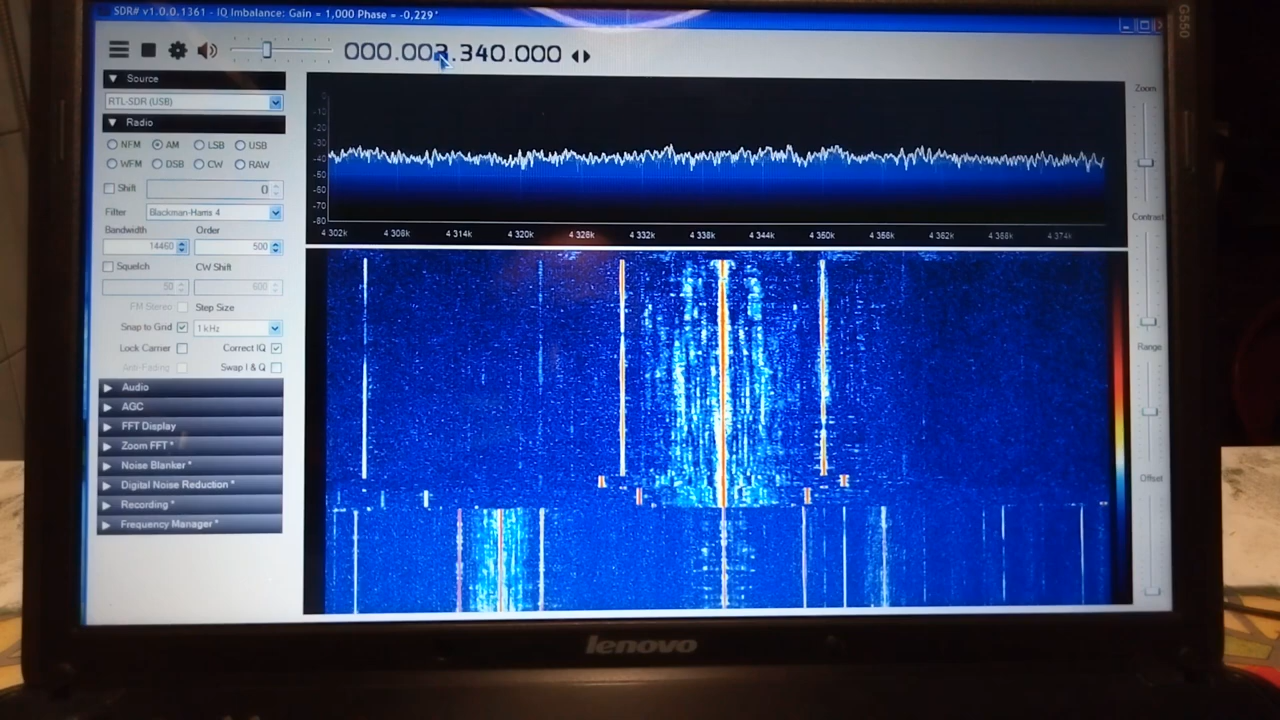 SDR# v1.0.0.1361 - IQ Imbalance: Gain = 1,000 Phase = -0,229°
G550
000.003.340.000
Zoom
Source
RTL-SDR (USB)
Radio
NFM AM LSB USB
WFM DSB CW RAW
Shift 0
Filter Blackman-Harris 4
Bandwidth Order
14460 500
Squelch CW Shift
50 600
FM Stereo Step Size
Snap to Grid 1 kHz
Lock Carrier Correct IQ
Anti-Fading Swap I & Q
Audio
AGC
FFT Display
Zoom FFT *
Noise Blanker *
Digital Noise Reduction *
Recording *
Frequency Manager *
0
-10
-20
-30
-40
-50
-60
-70
-80
4 302k 4 308k 4 314k 4 320k 4 326k 4 332k 4 338k 4 344k 4 350k 4 356k 4 362k 4 368k 4 374k
Contrast
Range
Offset
lenovo